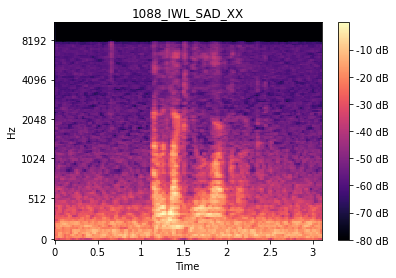 1088_IWL_SAD_XX
8192
4096
2048
1024
512
0
Hz
0 0.5 1 1.5 2 2.5 3
Time
-10 dB
-20 dB
-30 dB
-40 dB
-50 dB
-60 dB
-70 dB
-80 dB